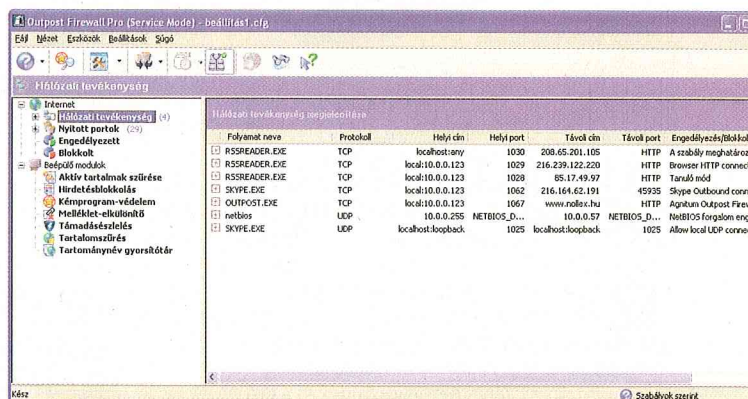 Outpost Firewall Pro (Service Mode) - beállítás1.cfg
Fájl Nézet Eszközök Beállítások Súgó
Hálózati tevékenység
Internet
Hálózati tevékenység (4)
Nyitott portok (29)
Engedélyezett
Blokkolt
Beépülő modulok
Aktív tartalmak szűrése
Hirdetésblokkolás
Kémprogram-védelem
Melléklet-elkülönítő
Támadásészlelés
Tartalomszűrés
Tartománynév gyorsítótár
Hálózati tevékenység megjelenítése
Folyamat neve Protokoll Helyi cím Helyi port Távoli cím Távoli port Engedélyezés/Blokkol
RSSREADER.EXE TCP localhost:any 1030 208.65.201.105 HTTP A szabály meghatároz
RSSREADER.EXE TCP local:10.0.0.123 1029 216.239.122.220 HTTP Browser HTTP connec
RSSREADER.EXE TCP local:10.0.0.123 1028 85.17.49.97 HTTP Tanuló mód
SKYPE.EXE TCP local:10.0.0.123 1062 216.164.62.191 45935 Skype Outbound conn
OUTPOST.EXE TCP local:10.0.0.123 1067 www.nollex.hu HTTP Agnitum Outpost Firew
netbios UDP 10.0.0.255 NETBIOS_D... 10.0.0.57 NETBIOS_D... NetBIOS forgalom eng
SKYPE.EXE UDP localhost:loopback 1025 localhost:loopback 1025 Allow local UDP connec
Kész Szabályok szerint